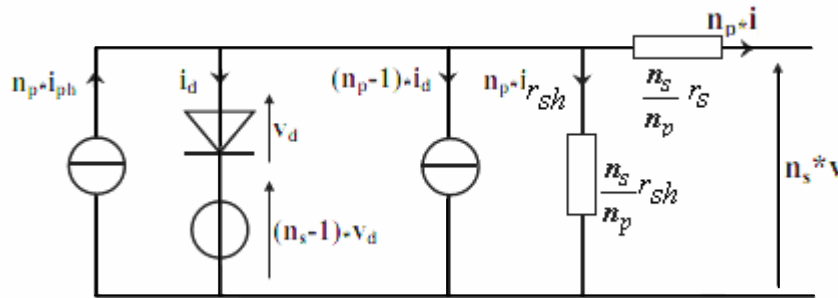 n_p*i_ph
i_d
v_d
(n_s-1)*v_d
(n_p-1)*i_d
n_p*i_r_sh
n_s/n_p r_sh
n_p*i
n_s/n_p r_s
n_s*v